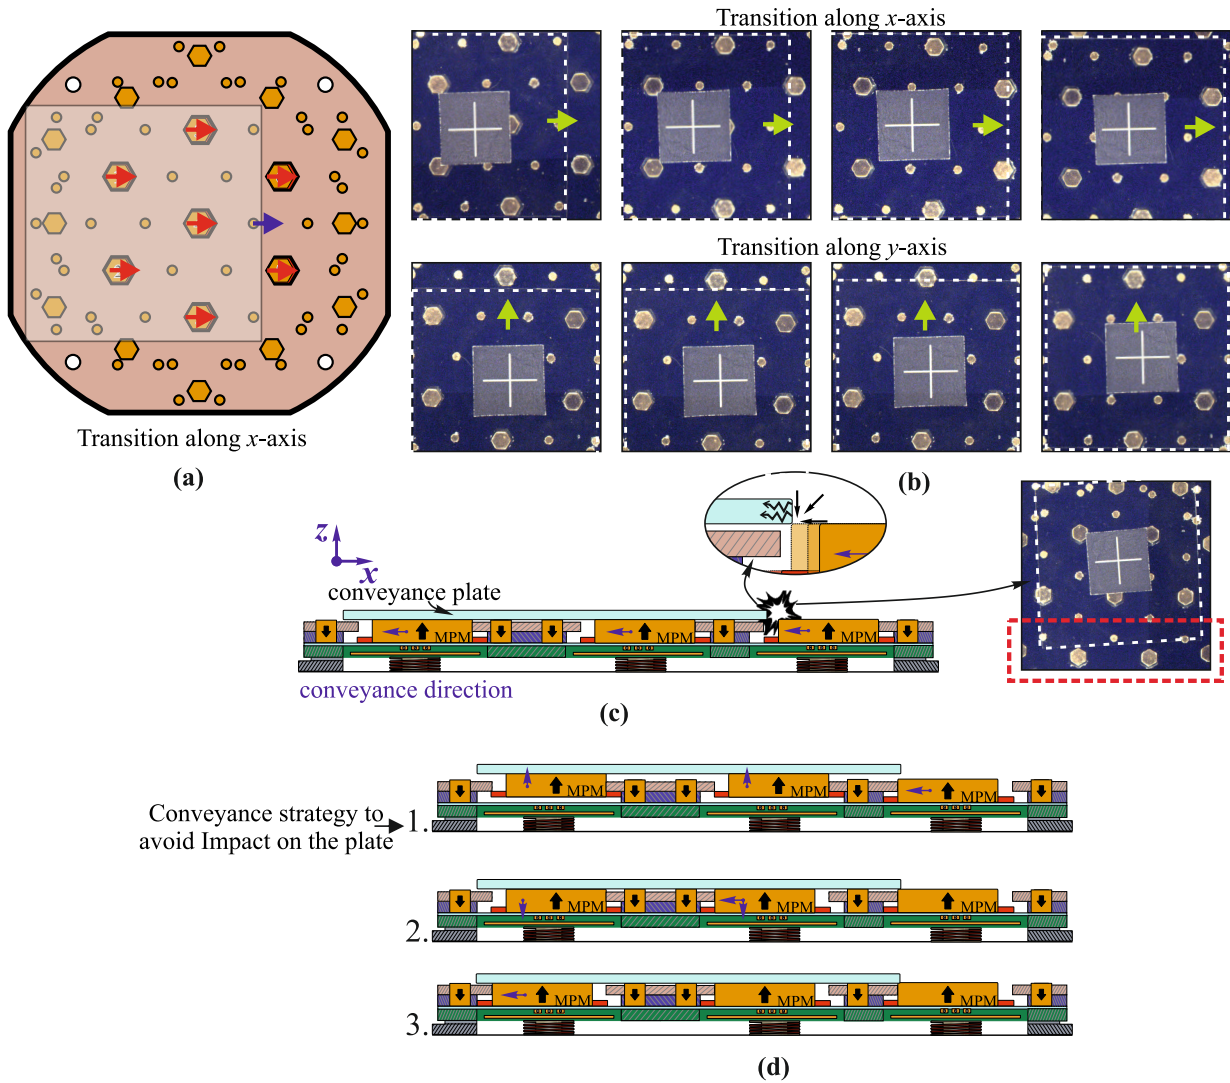 Transition along x-axis
Transition along x-axis
(a)
Transition along y-axis
(b)
z
x
conveyance plate
MPM
MPM
MPM
conveyance direction
(c)
Conveyance strategy to
avoid Impact on the plate
1.
MPM
MPM
MPM
2.
MPM
MPM
MPM
3.
MPM
MPM
MPM
(d)